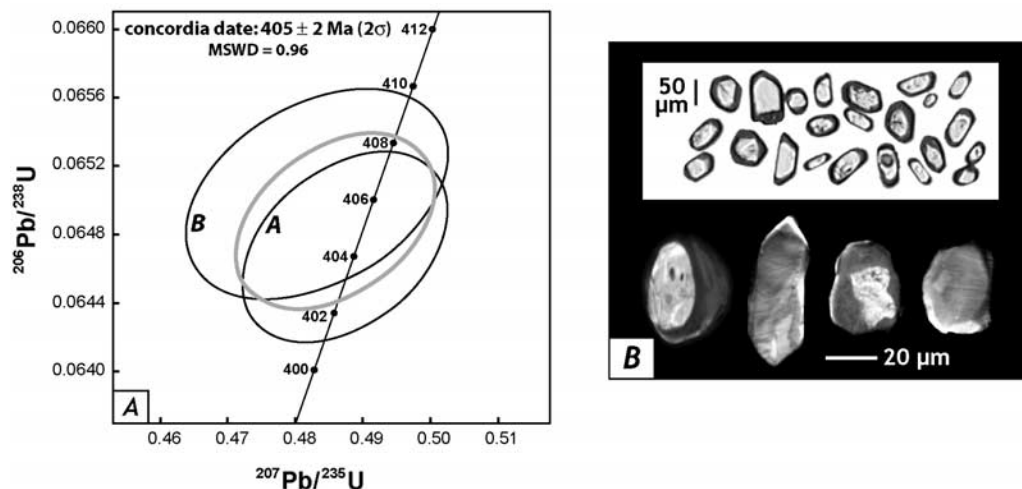 concordia date: 405 ± 2 Ma (2σ)
MSWD = 0.96
0.0660
0.0656
0.0652
0.0648
0.0644
0.0640
²⁰⁶Pb/²³⁸U
412
410
408
406
404
402
400
B
A
A
0.46
0.47
0.48
0.49
0.50
0.51
²⁰⁷Pb/²³⁵U
50
µm
B
20 µm